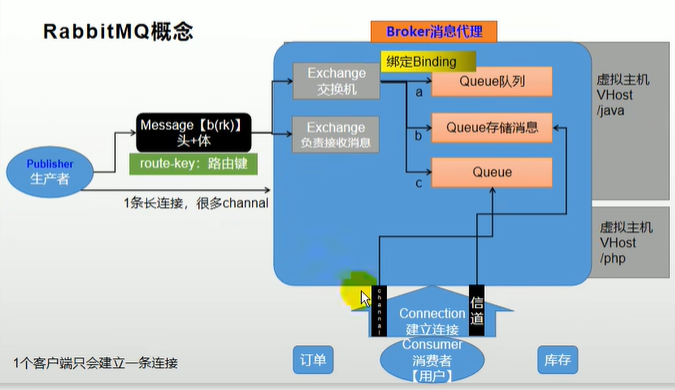 RabbitMQ概念
Broker消息代理
绑定Binding
Exchange
交换机
a
Queue队列
虚拟主机
VHost
/java
Message【b(rk)】
头+体
Exchange
负责接收消息
b
Queue存储消息
Publisher
生产者
route-key：路由键
c
Queue
1条长连接，很多channal
虚拟主机
VHost
/php
channal
信道
Connection
建立连接
Consumer
消费者
【用户】
订单
库存
1个客户端只会建立一条连接